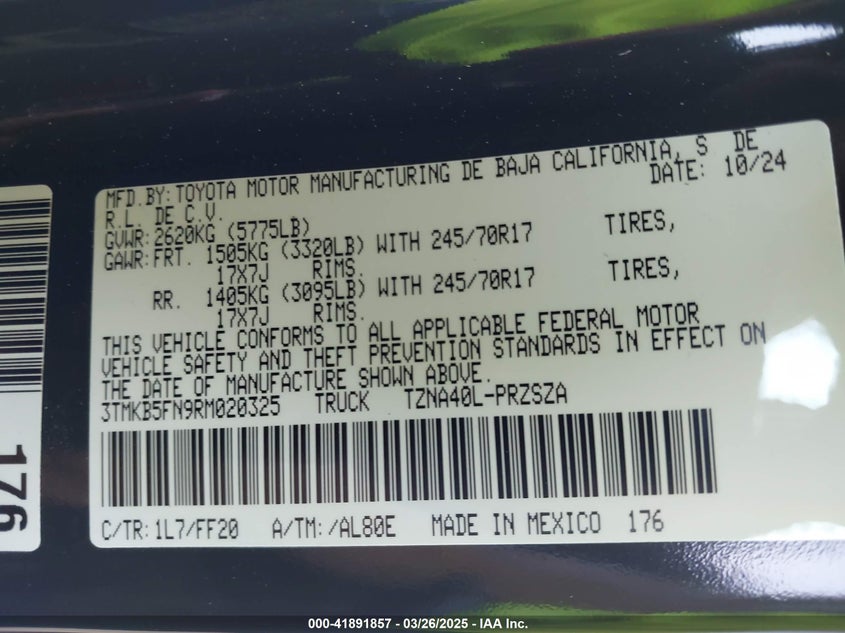 MFD.BY:TOYOTA MOTOR MANUFACTURING DE BAJA CALIFORNIA, S DE
R.L. DE C.V. DATE: 10/24
GVWR:2620KG (5775LB)
GAWR:FRT. 1505KG (3320LB) WITH 245/70R17 TIRES,
17X7J RIMS.
RR. 1405KG (3095LB) WITH 245/70R17 TIRES,
17X7J RIMS.
THIS VEHICLE CONFORMS TO ALL APPLICABLE FEDERAL MOTOR
VEHICLE SAFETY AND THEFT PREVENTION STANDARDS IN EFFECT ON
THE DATE OF MANUFACTURE SHOWN ABOVE.
3TMKB5FN9RM020325 TRUCK TZNA40L-PRZSZA
C/TR:1L7/FF20 A/TM:/AL80E MADE IN MEXICO 176
176
000-41891857 - 03/26/2025 - IAA Inc.